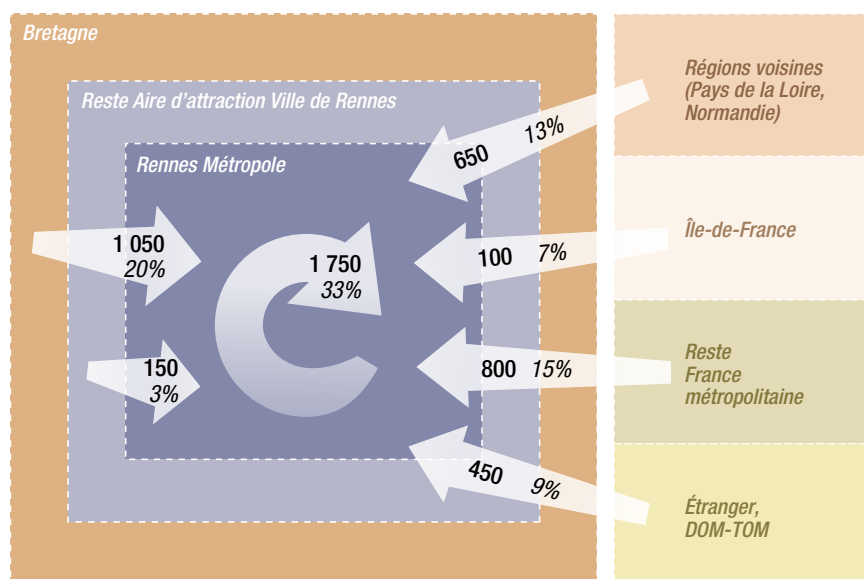 Bretagne
Reste Aire d'attraction Ville de Rennes
Rennes Métropole
1 050
20%
150
3%
1 750
33%
650 13%
100 7%
800 15%
450 9%
Régions voisines
(Pays de la Loire,
Normandie)
Île-de-France
Reste
France
métropolitaine
Étranger,
DOM-TOM